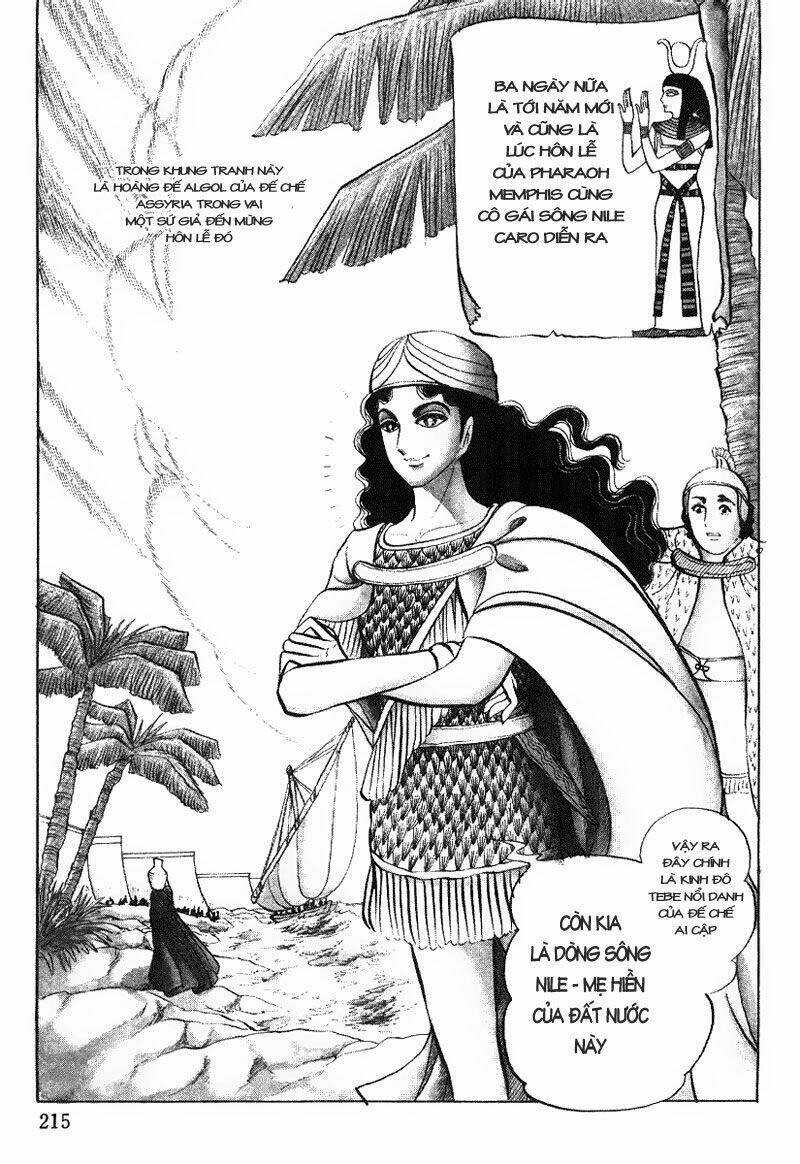 BA NGÀY NỮA
LÀ TỚI NĂM MỚI
VÀ CŨNG LÀ
LÚC HÔN LỄ
CỦA PHARAOH
MEMPHIS CÙNG
CÔ GÁI SÔNG NILE
CARO DIỄN RA
TRONG KHUNG TRANH NÀY
LÀ HOÀNG ĐẾ ALGOL CỦA ĐẾ CHẾ
ASSYRIA TRONG VAI
MỘT SỨ GIẢ ĐẾN MỪNG
HÔN LỄ ĐÓ
VẬY RA
ĐÂY CHÍNH
LÀ KINH ĐÔ
TEBE NỔI DANH
CỦA ĐẾ CHẾ
AI CẬP
CÒN KIA
LÀ DÒNG SÔNG
NILE - MẸ HIỀN
CỦA ĐẤT NƯỚC
NÀY
215